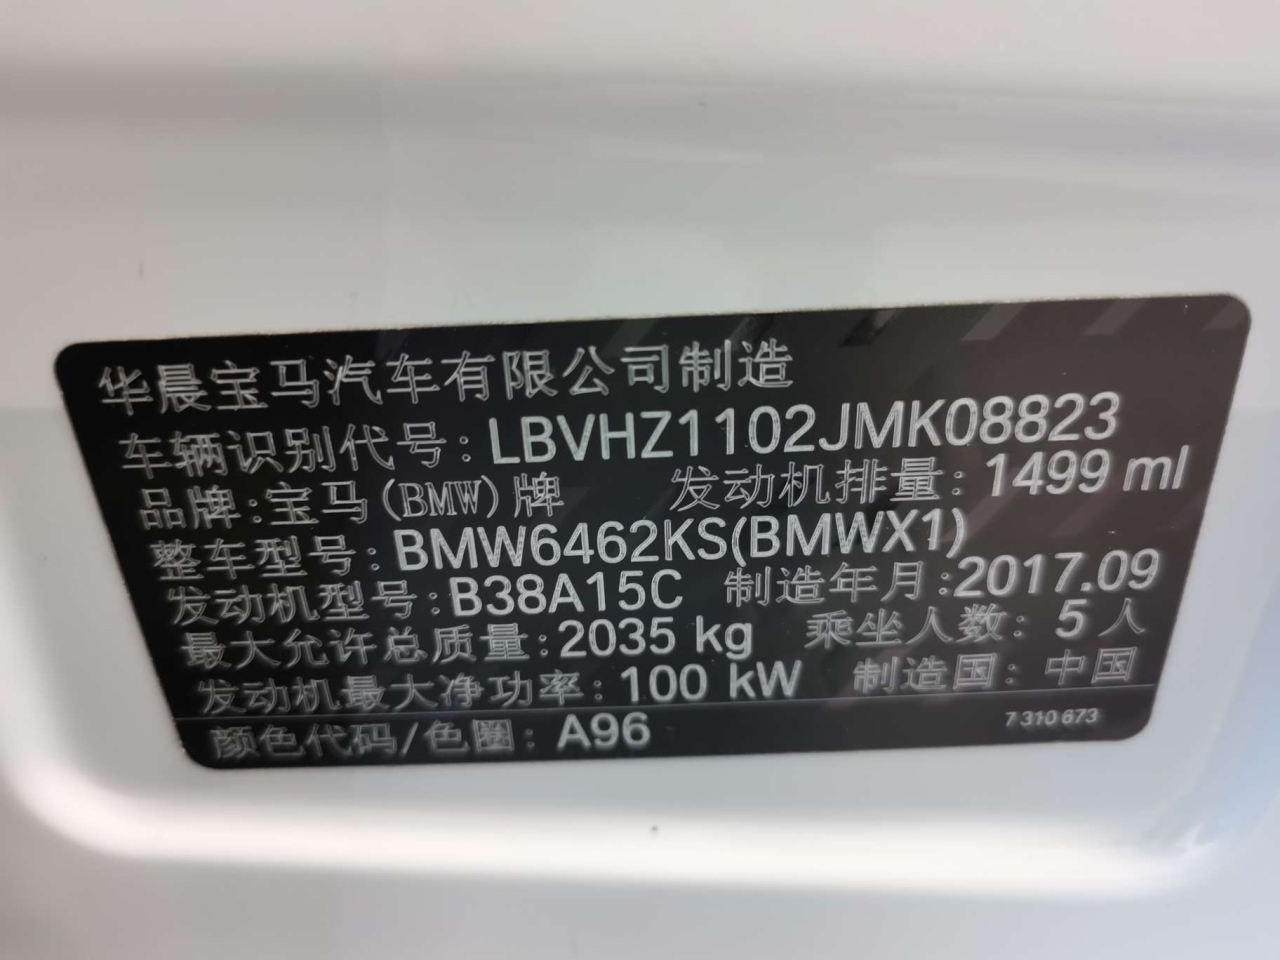 华晨宝马汽车有限公司制造
车辆识别代号:LBVHZ1102JMK08823
品牌:宝马(BMW)牌 发动机排量:1499 ml
整车型号:BMW6462KS(BMWX1)
发动机型号:B38A15C 制造年月:2017.09
最大允许总质量:2035 kg 乘坐人数:5人
发动机最大净功率:100 kW 制造国:中国
颜色代码/色圈:A96 7 310 673